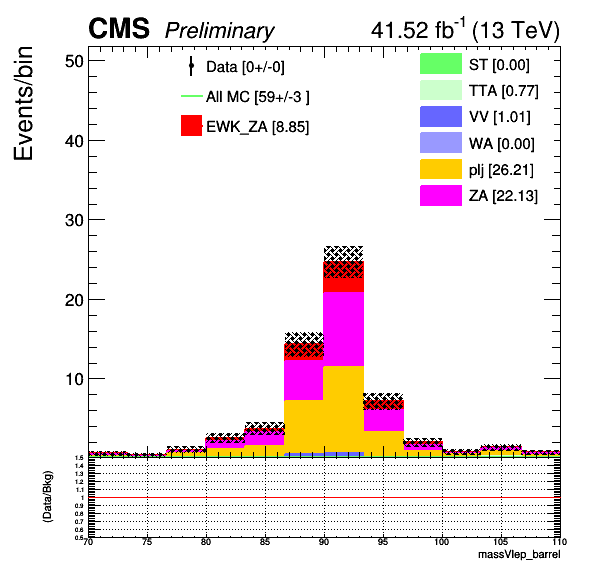 CMS Preliminary 41.52 fb⁻¹ (13 TeV)
Events/bin
50
40
30
20
10
Data [0+/-0]
All MC [59+/-3 ]
EWK_ZA [8.85]
ST [0.00]
TTA [0.77]
VV [1.01]
WA [0.00]
plj [26.21]
ZA [22.13]
(Data/Bkg)
1.5
1.4
1.3
1.2
1.1
1
0.9
0.8
0.7
0.6
0.5
70 75 80 85 90 95 100 105 110
massVlep_barrel